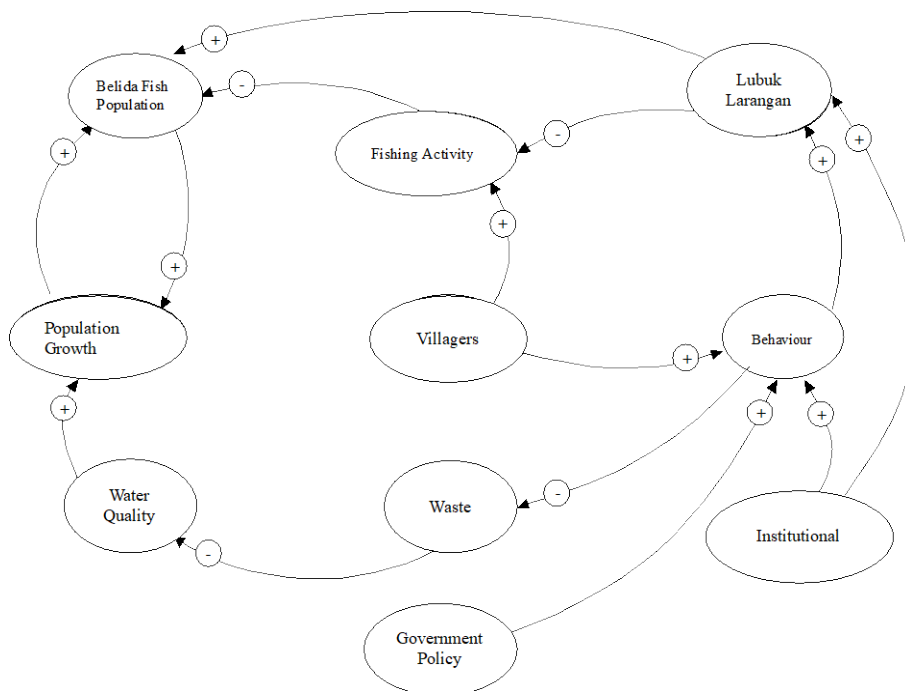 +
Belida Fish
Population
-
Lubuk
Larangan
Fishing Activity
-
+
+
+
+
+
Population
Growth
Villagers
+
Behaviour
+
+
+
Water
Quality
Waste
-
Institutional
-
Government
Policy